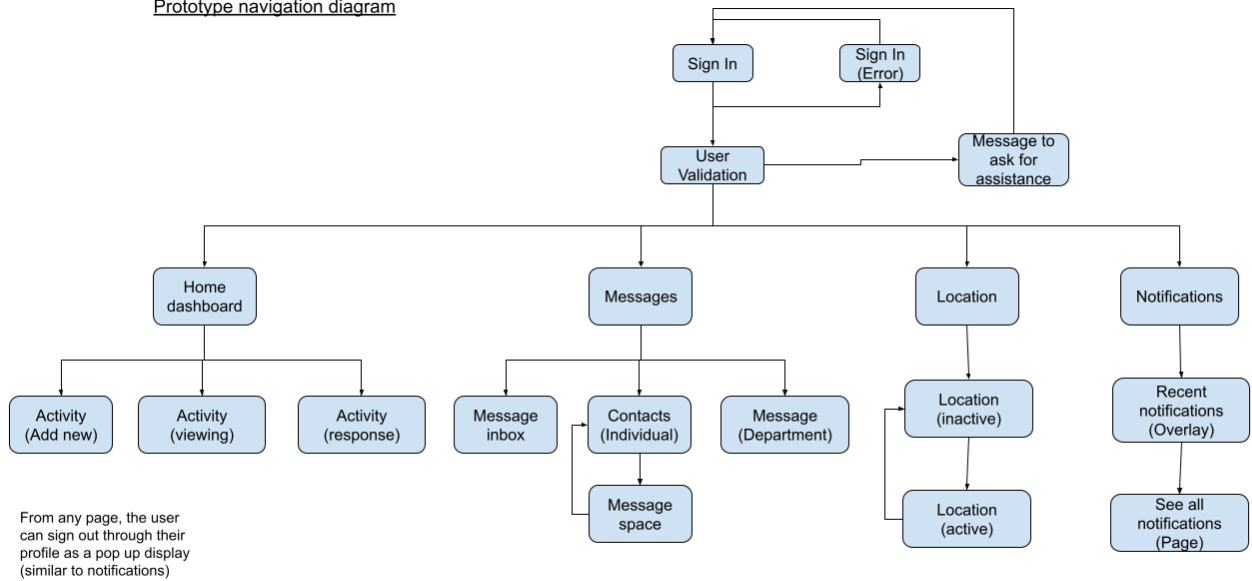 Prototype navigation diagram
Sign In
Sign In
(Error)
User
Validation
Message to
ask for
assistance
Home
dashboard
Messages
Location
Notifications
Activity
(Add new)
Activity
(viewing)
Activity
(response)
Message
inbox
Contacts
(Individual)
Message
(Department)
Location
(inactive)
Recent
notifications
(Overlay)
Message
space
Location
(active)
See all
notifications
(Page)
From any page, the user
can sign out through their
profile as a pop up display
(similar to notifications)